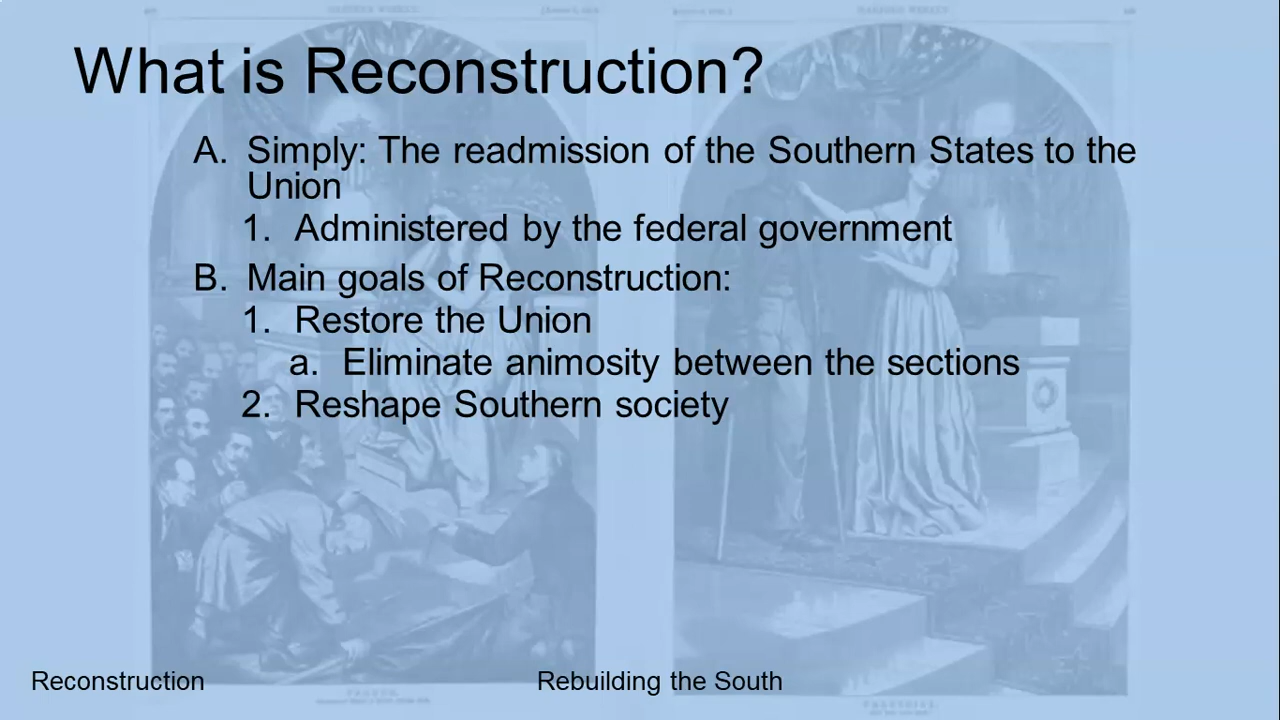 What is Reconstruction?
A. Simply: The readmission of the Southern States to the
Union
1. Administered by the federal government
B. Main goals of Reconstruction:
1. Restore the Union
a. Eliminate animosity between the sections
2. Reshape Southern society
Reconstruction
Rebuilding the South